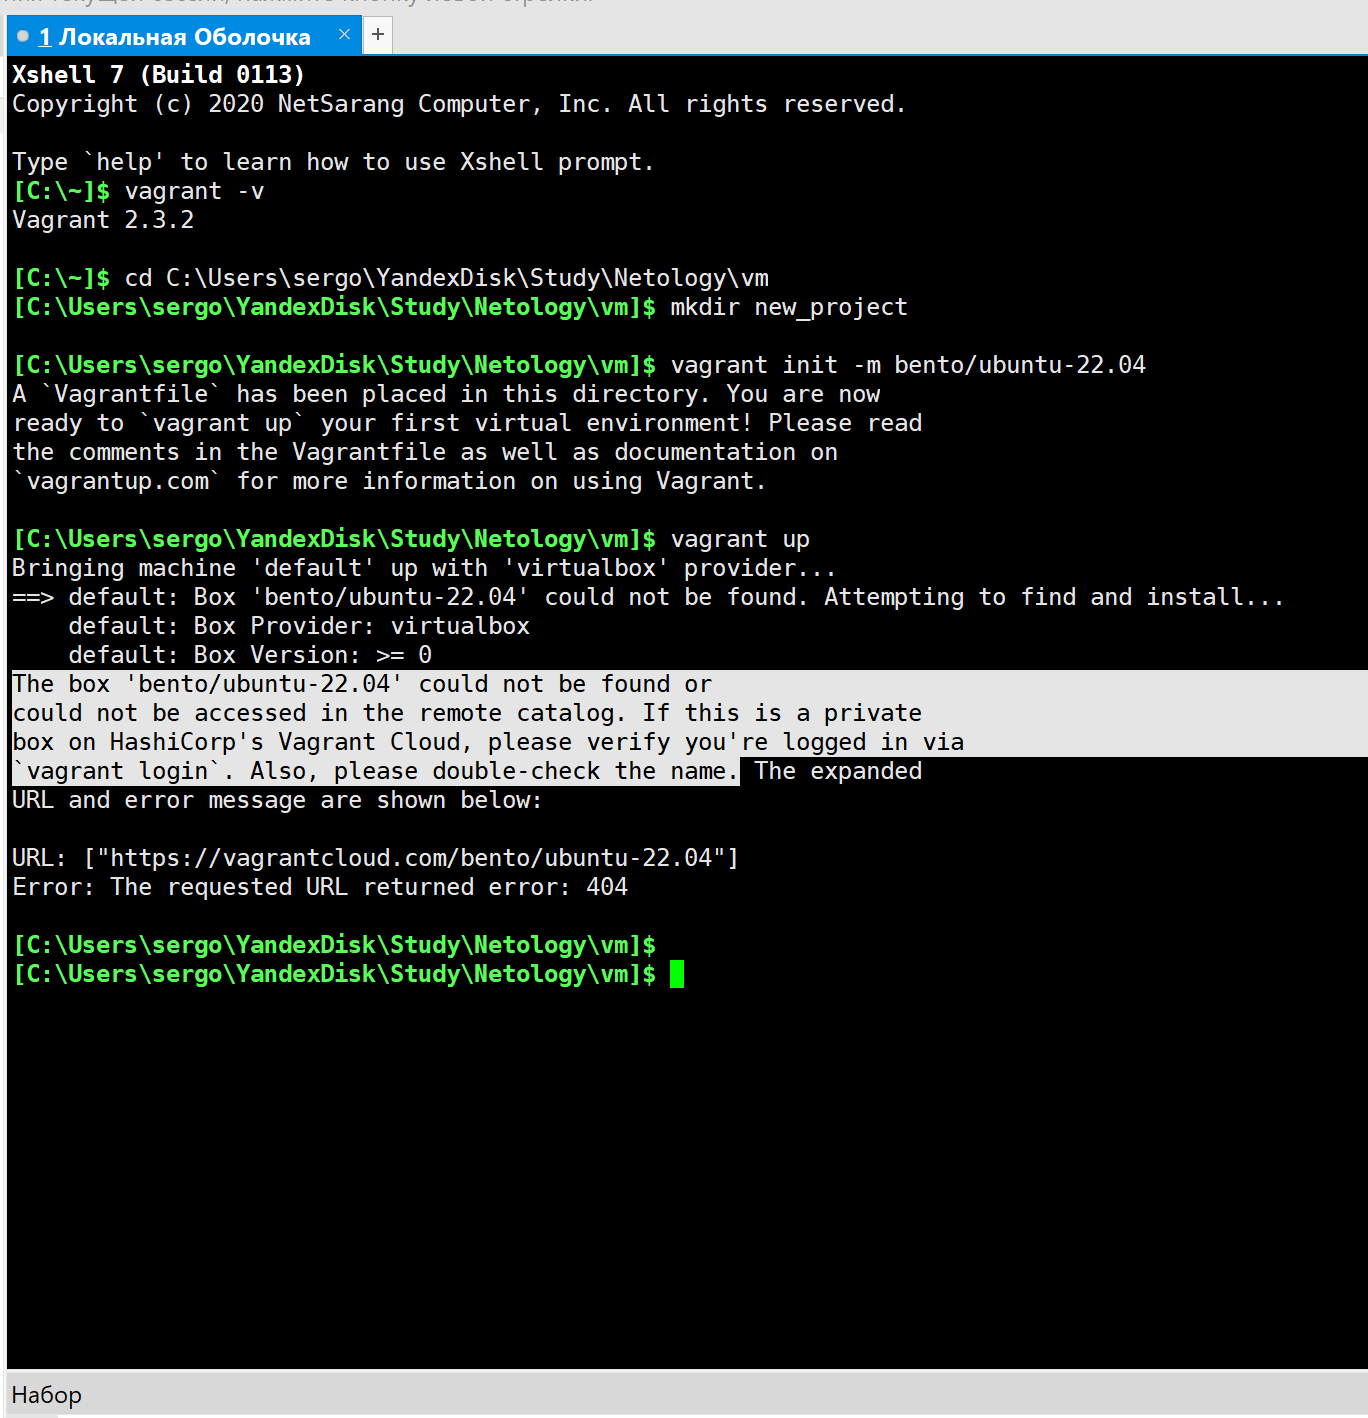 1 Локальная Оболочка × +
Xshell 7 (Build 0113)
Copyright (c) 2020 NetSarang Computer, Inc. All rights reserved.
Type `help' to learn how to use Xshell prompt.
[C:\~]$ vagrant -v
Vagrant 2.3.2
[C:\~]$ cd C:\Users\sergo\YandexDisk\Study\Netology\vm
[C:\Users\sergo\YandexDisk\Study\Netology\vm]$ mkdir new_project
[C:\Users\sergo\YandexDisk\Study\Netology\vm]$ vagrant init -m bento/ubuntu-22.04
A `Vagrantfile` has been placed in this directory. You are now
ready to `vagrant up` your first virtual environment! Please read
the comments in the Vagrantfile as well as documentation on
`vagrantup.com` for more information on using Vagrant.
[C:\Users\sergo\YandexDisk\Study\Netology\vm]$ vagrant up
Bringing machine 'default' up with 'virtualbox' provider...
==> default: Box 'bento/ubuntu-22.04' could not be found. Attempting to find and install...
default: Box Provider: virtualbox
default: Box Version: >= 0
The box 'bento/ubuntu-22.04' could not be found or
could not be accessed in the remote catalog. If this is a private
box on HashiCorp's Vagrant Cloud, please verify you're logged in via
`vagrant login`. Also, please double-check the name. The expanded
URL and error message are shown below:
URL: ["https://vagrantcloud.com/bento/ubuntu-22.04"]
Error: The requested URL returned error: 404
[C:\Users\sergo\YandexDisk\Study\Netology\vm]$
[C:\Users\sergo\YandexDisk\Study\Netology\vm]$
Набор